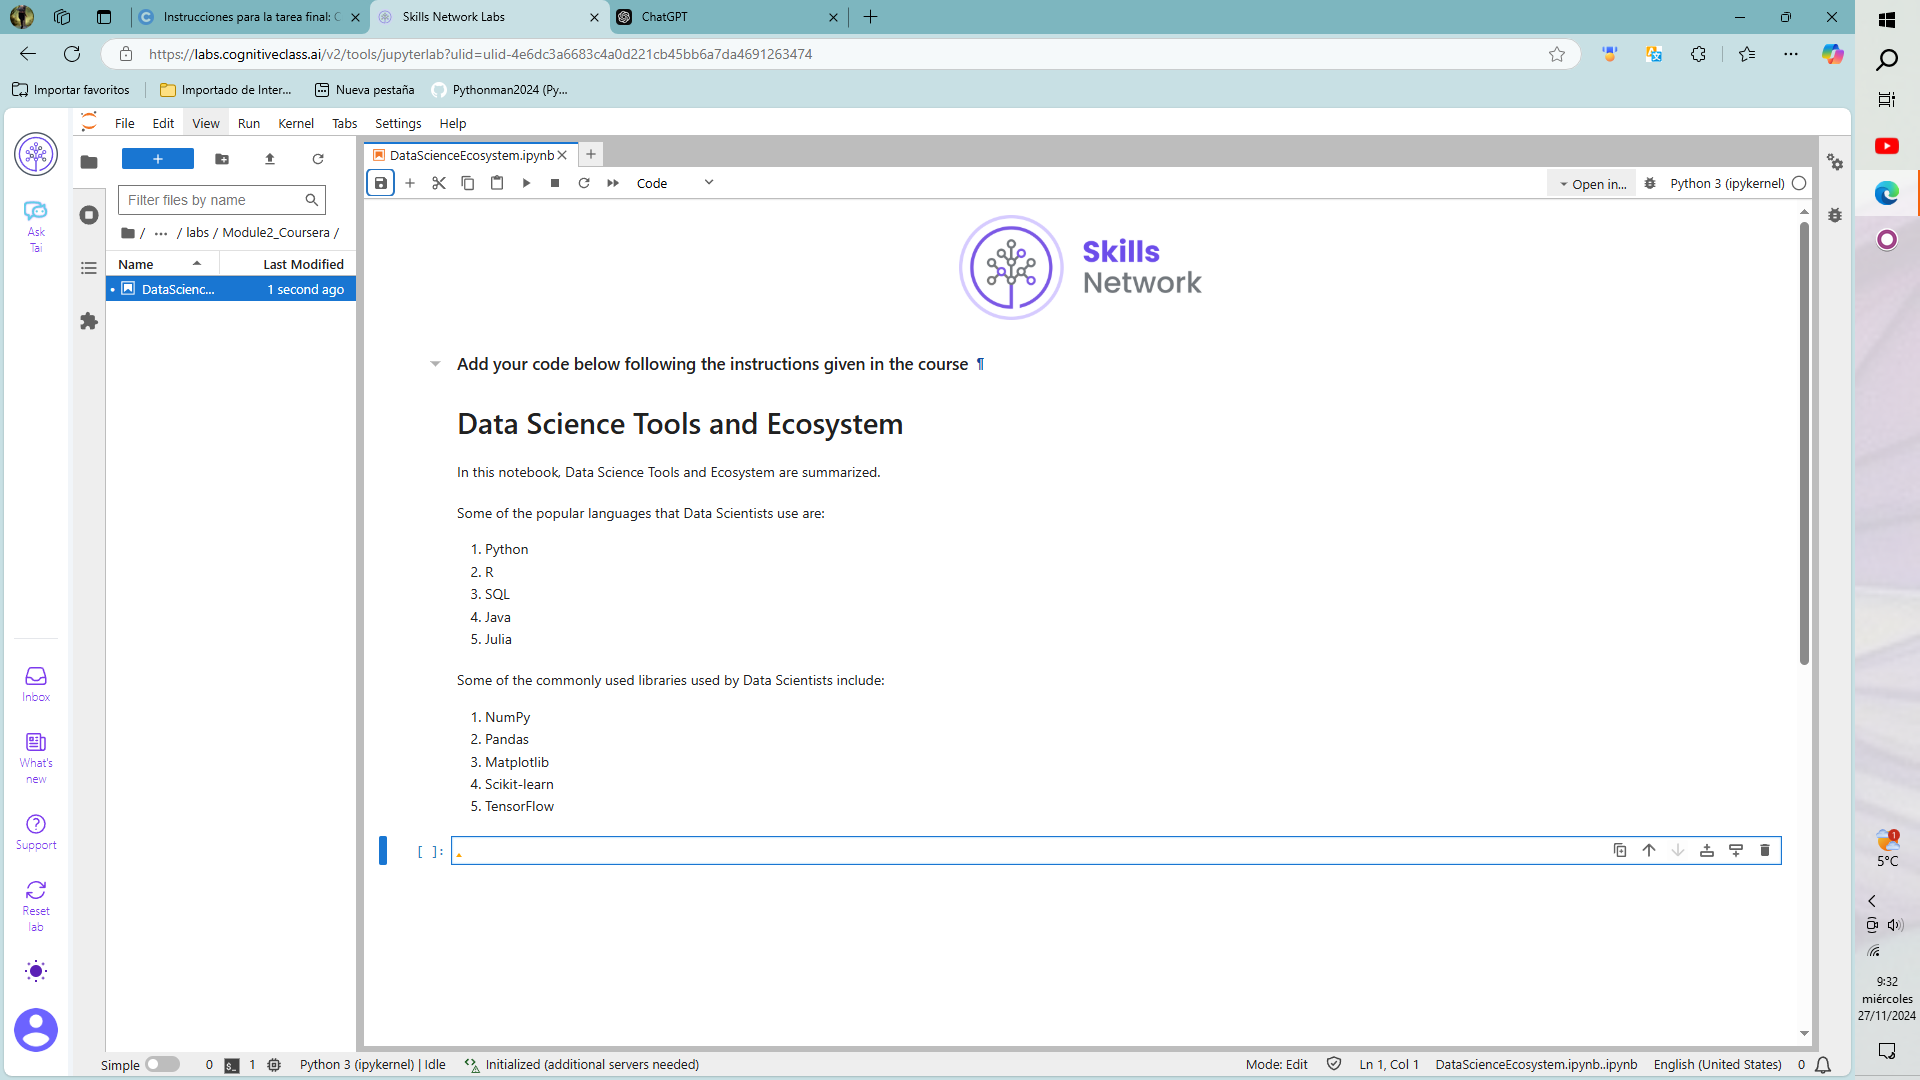 Instrucciones para la tarea final: C
Skills Network Labs
ChatGPT
https://labs.cognitiveclass.ai/v2/tools/jupyterlab?ulid=ulid-4e6dc3a6683c4a0d221cb45bb6a7da4691263474
Importar favoritos
Importado de Inter...
Nueva pestaña
Pythonman2024 (Py...
File Edit View Run Kernel Tabs Settings Help
DataScienceEcosystem.ipynb
Filter files by name
Code
Open in...
Python 3 (ipykernel)
/ ... / labs / Module2_Coursera /
Name Last Modified
DataScienc... 1 second ago
Ask
Tai
Skills
Network
Add your code below following the instructions given in the course ¶
Data Science Tools and Ecosystem
In this notebook, Data Science Tools and Ecosystem are summarized.
Some of the popular languages that Data Scientists use are:
1. Python
2. R
3. SQL
4. Java
5. Julia
Some of the commonly used libraries used by Data Scientists include:
1. NumPy
2. Pandas
3. Matplotlib
4. Scikit-learn
5. TensorFlow
[ ]:
Inbox
What's
new
Support
Reset
lab
1
5°C
9:32
miércoles
27/11/2024
Simple 0 1 Python 3 (ipykernel) | Idle Initialized (additional servers needed)
Mode: Edit Ln 1, Col 1 DataScienceEcosystem.ipynb..ipynb English (United States) 0